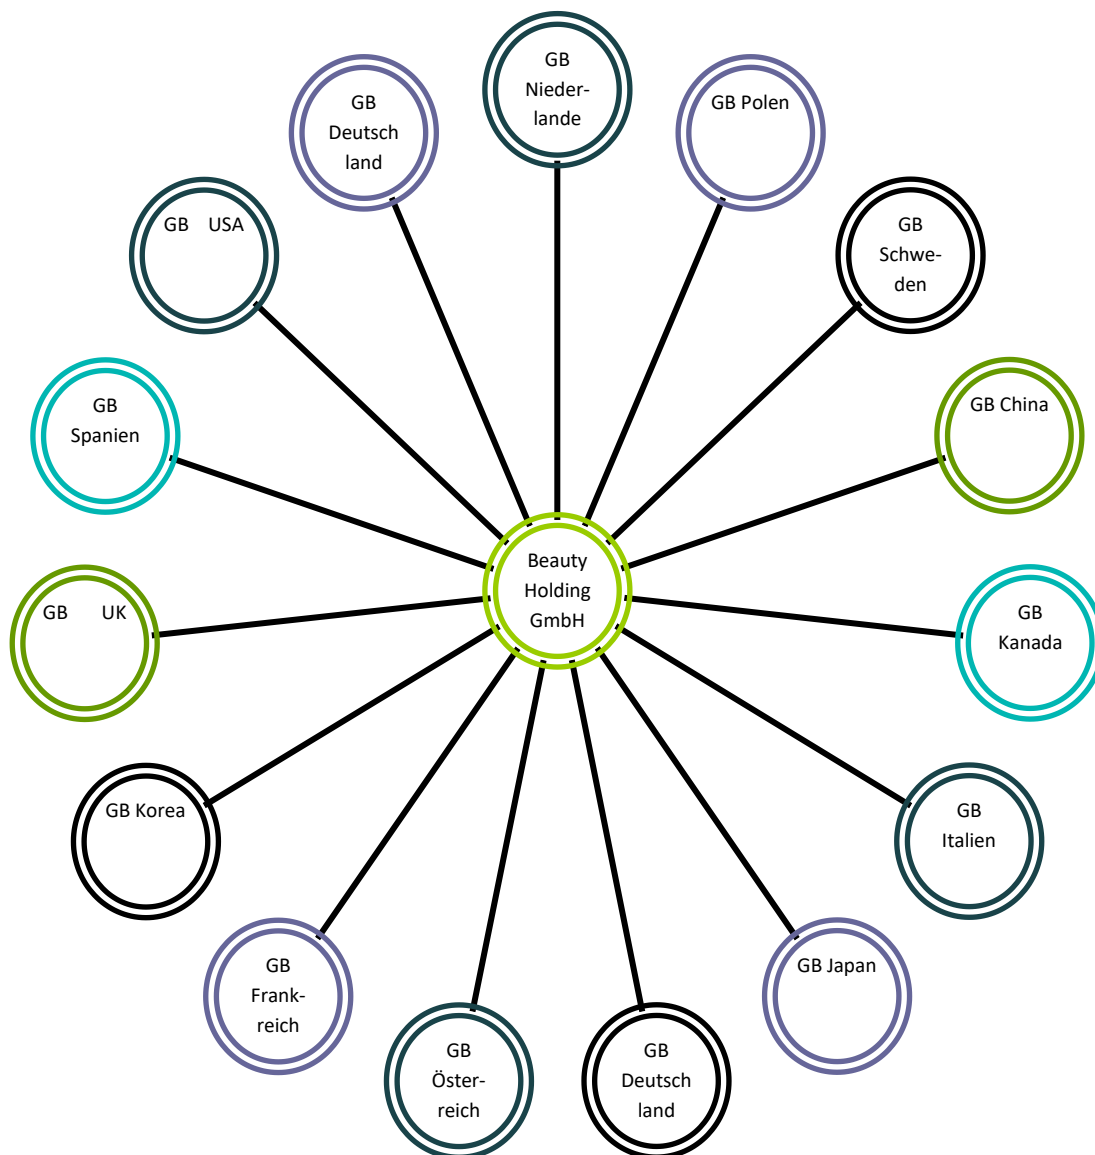 GB
Nieder-
lande
GB Polen
GB
Schwe-
den
GB China
GB
Kanada
GB
Italien
GB Japan
GB
Deutsch
land
GB
Öster-
reich
GB
Frank-
reich
GB Korea
GB UK
GB
Spanien
GB USA
GB
Deutsch
land
Beauty
Holding
GmbH